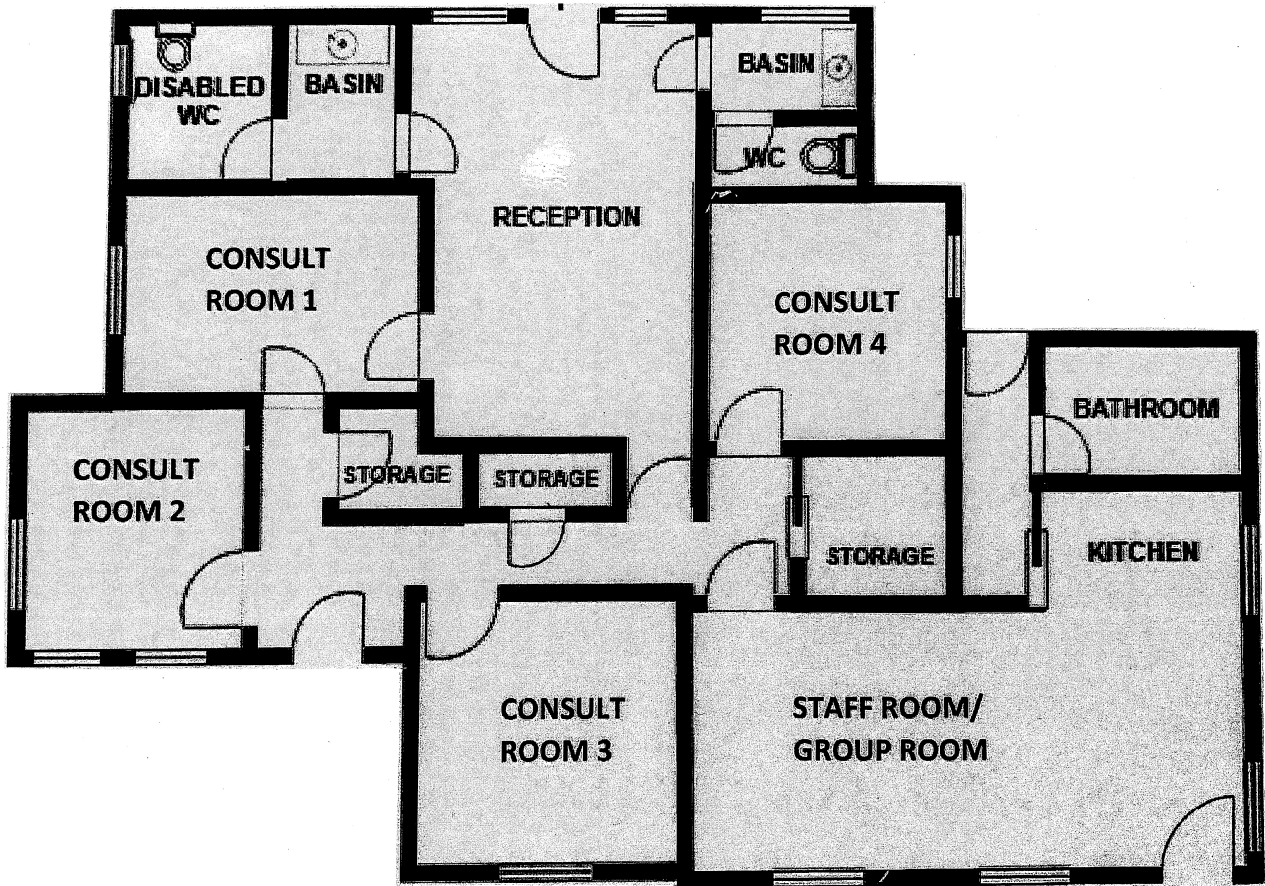 DISABLED
WC
BASIN
BASIN
WC
RECEPTION
CONSULT
ROOM 1
CONSULT
ROOM 4
BATHROOM
CONSULT
ROOM 2
STORAGE
STORAGE
STORAGE
KITCHEN
CONSULT
ROOM 3
STAFF ROOM/
GROUP ROOM